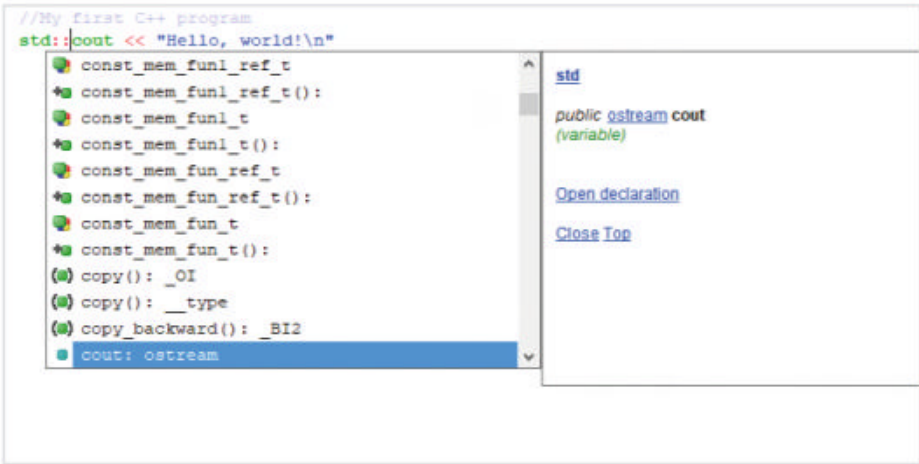 //My first C++ program
std::cout << "Hello, world!\n"
const_mem_fun1_ref_t
const_mem_fun1_ref_t():
const_mem_fun1_t
const_mem_fun1_t():
const_mem_fun_ref_t
const_mem_fun_ref_t():
const_mem_fun_t
const_mem_fun_t():
copy(): _OI
copy(): __type
copy_backward(): _BI2
cout: ostream
std
public ostream cout
(variable)
Open declaration
Close Top